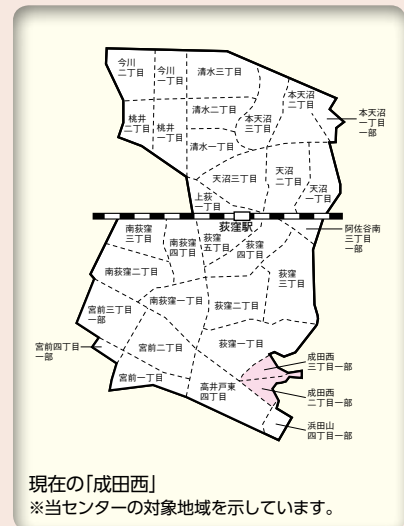 今川
二丁目
今川
一丁目
清水三丁目
本天沼
二丁目
本天沼
一丁目
一部
桃井
二丁目
桃井
一丁目
清水二丁目
本天沼
三丁目
清水一丁目
天沼三丁目
天沼
二丁目
天沼
一丁目
上荻
一丁目
荻窪駅
阿佐谷南
三丁目
一部
南荻窪
三丁目
南荻窪
四丁目
荻窪
五丁目
荻窪
四丁目
南荻窪二丁目
荻窪
三丁目
南荻窪一丁目
荻窪二丁目
宮前三丁目
一部
宮前四丁目
一部
宮前二丁目
荻窪一丁目
成田西
三丁目一部
宮前一丁目
高井戸東
四丁目
成田西
二丁目一部
浜田山
四丁目一部
現在の「成田西」
※当センターの対象地域を示しています。